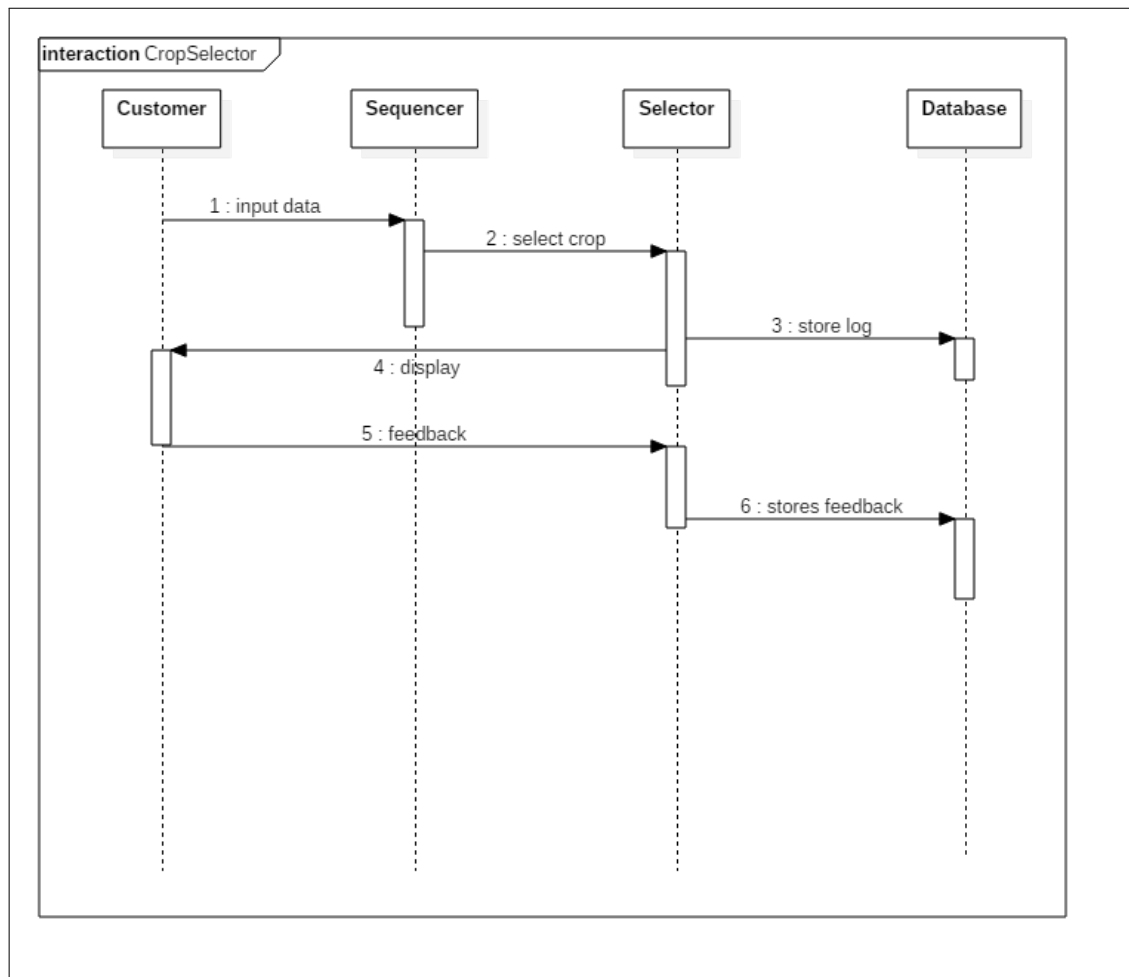 interaction CropSelector
Customer
Sequencer
Selector
Database
1 : input data
2 : select crop
3 : store log
4 : display
5 : feedback
6 : stores feedback